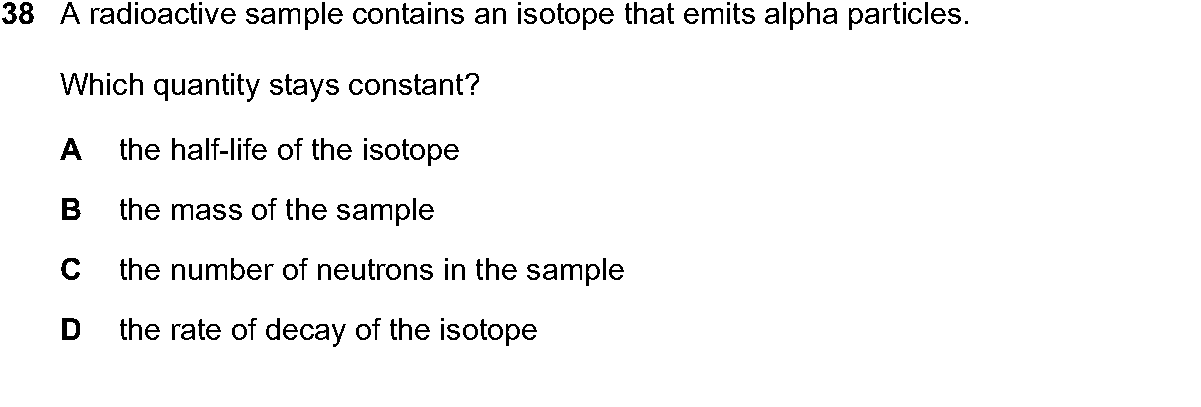 38 A radioactive sample contains an isotope that emits alpha particles.
Which quantity stays constant?
A the half-life of the isotope
B the mass of the sample
C the number of neutrons in the sample
D the rate of decay of the isotope